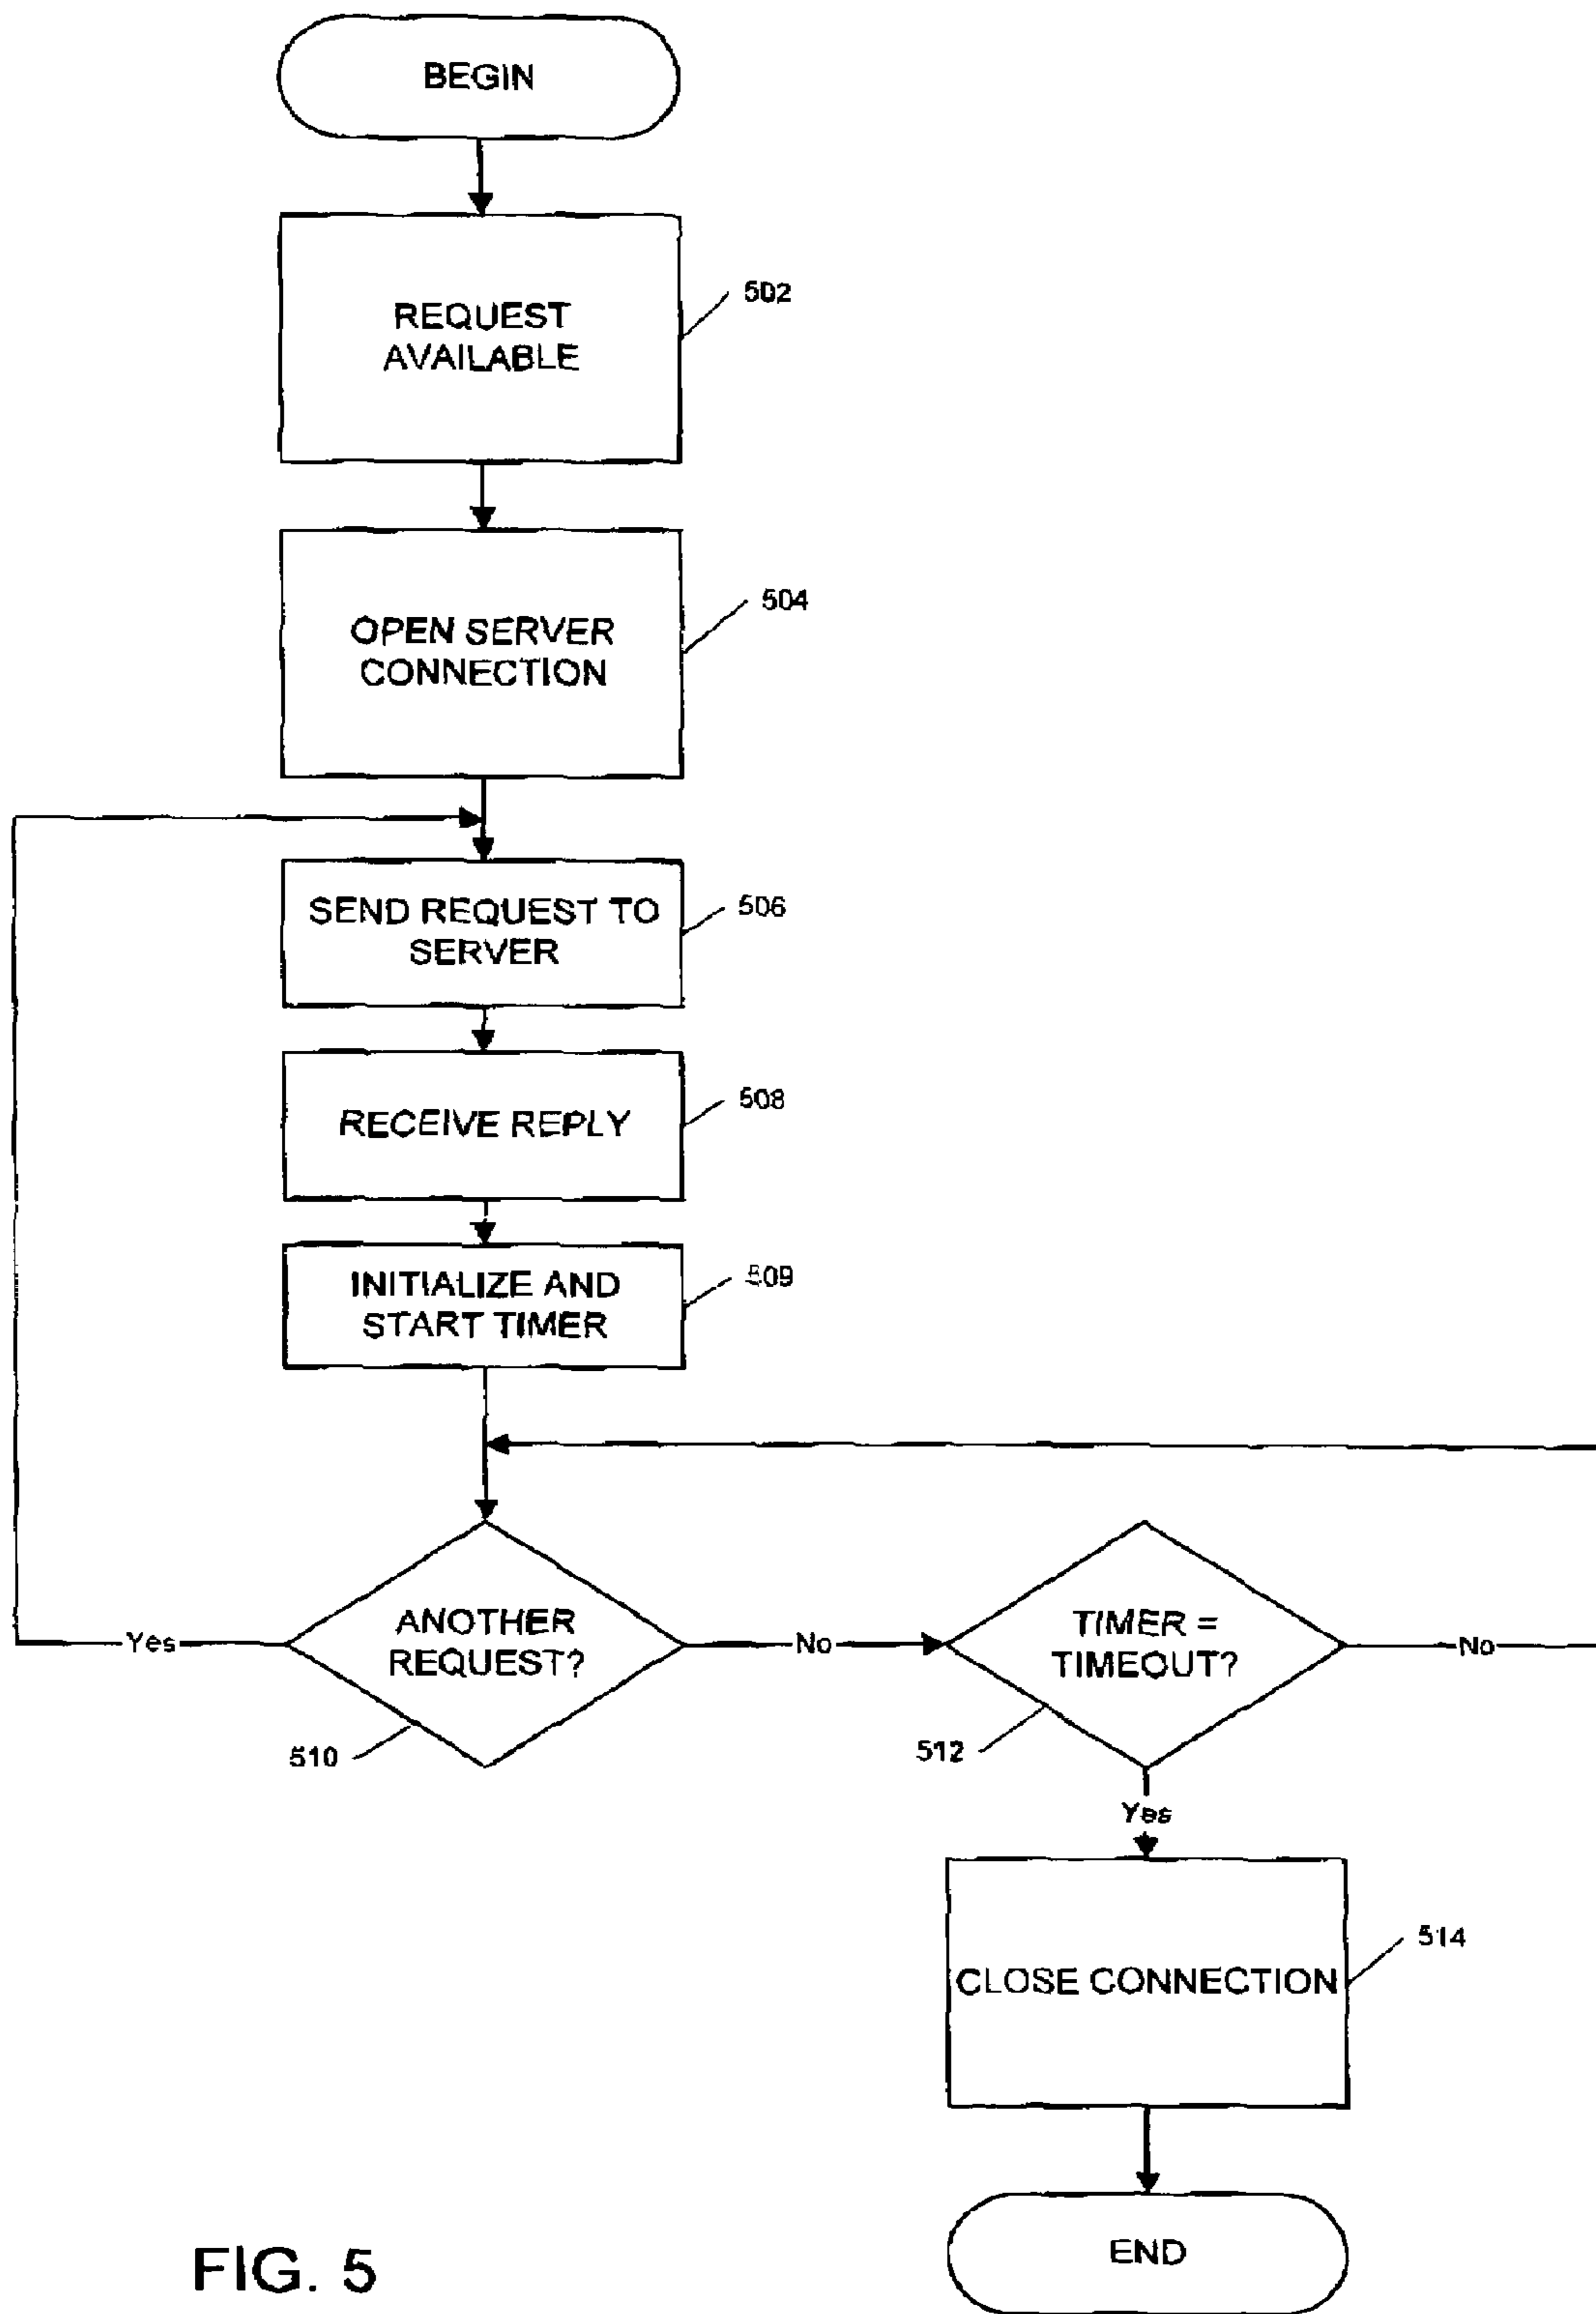 BEGIN
REQUEST
AVAILABLE
502
OPEN SERVER
CONNECTION
504
SEND REQUEST TO
SERVER
506
RECEIVE REPLY
508
INITIALIZE AND
START TIMER
509
ANOTHER
REQUEST?
Yes
No
510
TIMER =
TIMEOUT?
No
512
Yes
CLOSE CONNECTION
514
END
FIG. 5